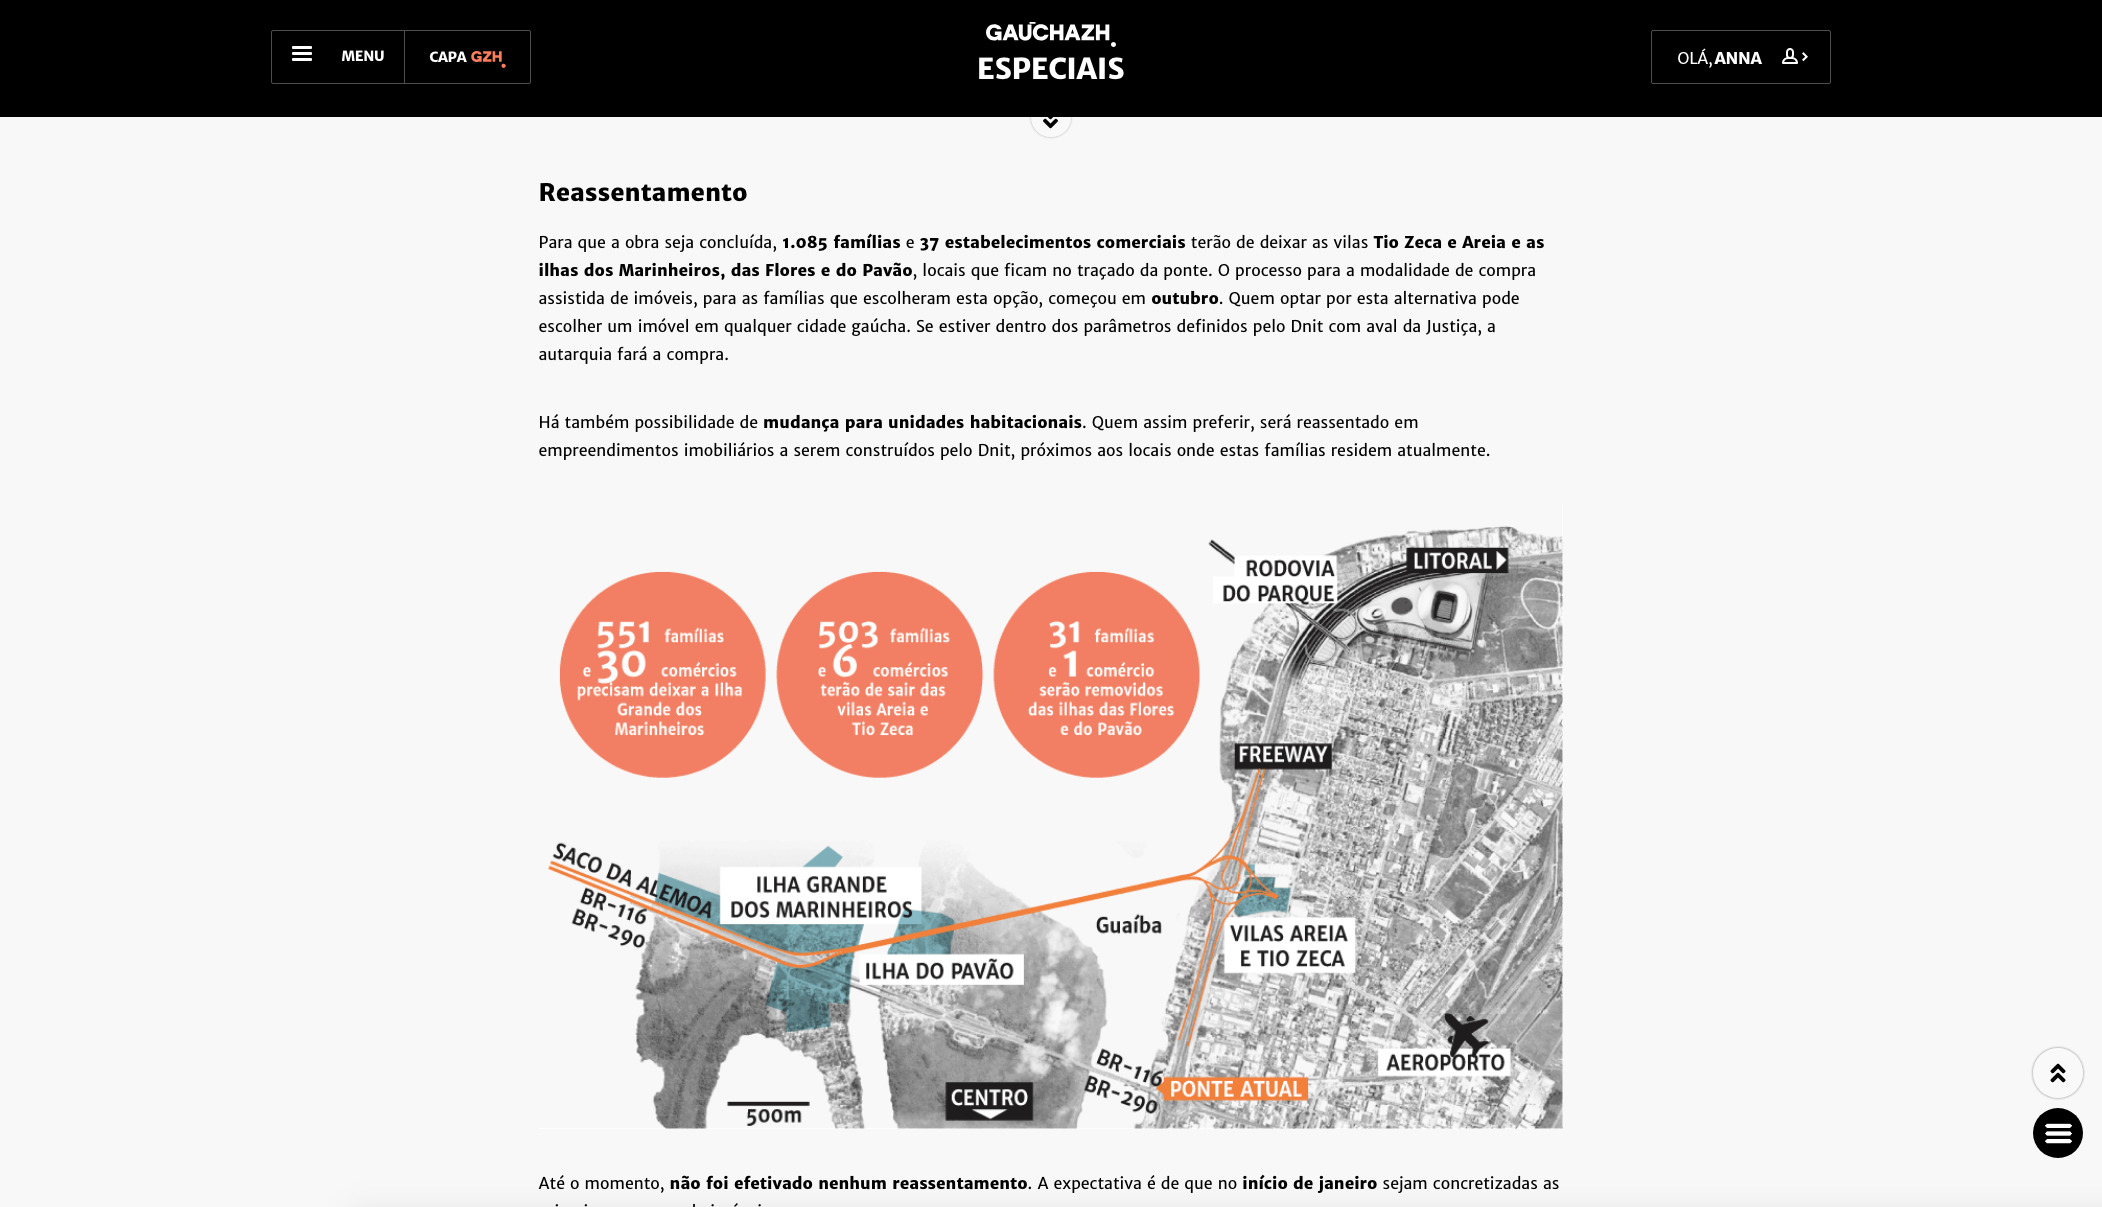 MENU
CAPA GZH.
GAÚCHAZH.
ESPECIAIS
OLÁ, ANNA
Reassentamento
Para que a obra seja concluída, 1.085 famílias e 37 estabelecimentos comerciais terão de deixar as vilas Tio Zeca e Areia e as
ilhas dos Marinheiros, das Flores e do Pavão, locais que ficam no traçado da ponte. O processo para a modalidade de compra
assistida de imóveis, para as famílias que escolheram esta opção, começou em outubro. Quem optar por esta alternativa pode
escolher um imóvel em qualquer cidade gaúcha. Se estiver dentro dos parâmetros definidos pelo Dnit com aval da Justiça, a
autarquia fará a compra.
Há também possibilidade de mudança para unidades habitacionais. Quem assim preferir, será reassentado em
empreendimentos imobiliários a serem construídos pelo Dnit, próximos aos locais onde estas famílias residem atualmente.
551 famílias
e 30 comércios
precisam deixar a Ilha
Grande dos
Marinheiros
503 famílias
e 6 comércios
terão de sair das
vilas Areia e
Tio Zeca
31 famílias
e 1 comércio
serão removidos
das ilhas das Flores
e do Pavão
RODOVIA
DO PARQUE
LITORAL
FREEWAY
SACO DA ALEMOA
BR-116
BR-290
ILHA GRANDE
DOS MARINHEIROS
ILHA DO PAVÃO
Guaíba
VILAS AREIA
E TIO ZECA
AEROPORTO
BR-116
BR-290
PONTE ATUAL
CENTRO
500m
Até o momento, não foi efetivado nenhum reassentamento. A expectativa é de que no início de janeiro sejam concretizadas as